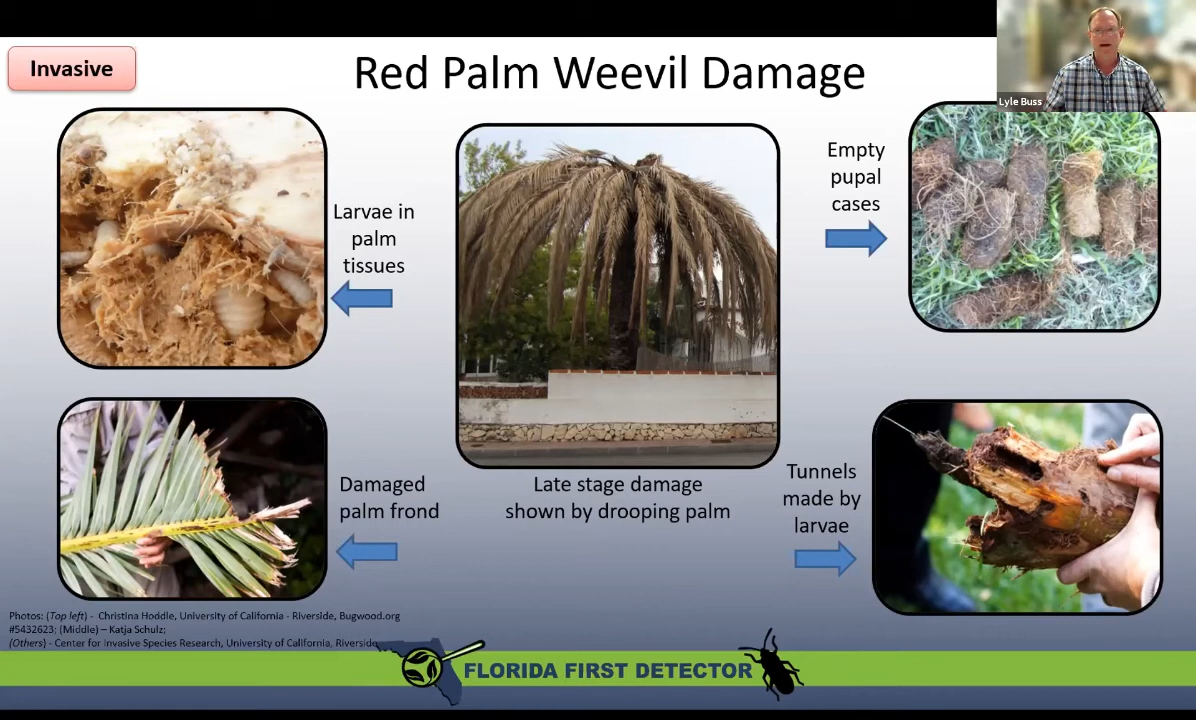 Invasive
Red Palm Weevil Damage
Lyle Buss
Larvae in
palm
tissues
Empty
pupal
cases
Damaged
palm frond
Late stage damage
shown by drooping palm
Tunnels
made by
larvae
Photos: (Top left) - Christina Hoddle, University of California - Riverside, Bugwood.org
#5432623; (Middle) – Katja Schulz;
(Others) - Center for Invasive Species Research, University of California, Riverside
FLORIDA FIRST DETECTOR